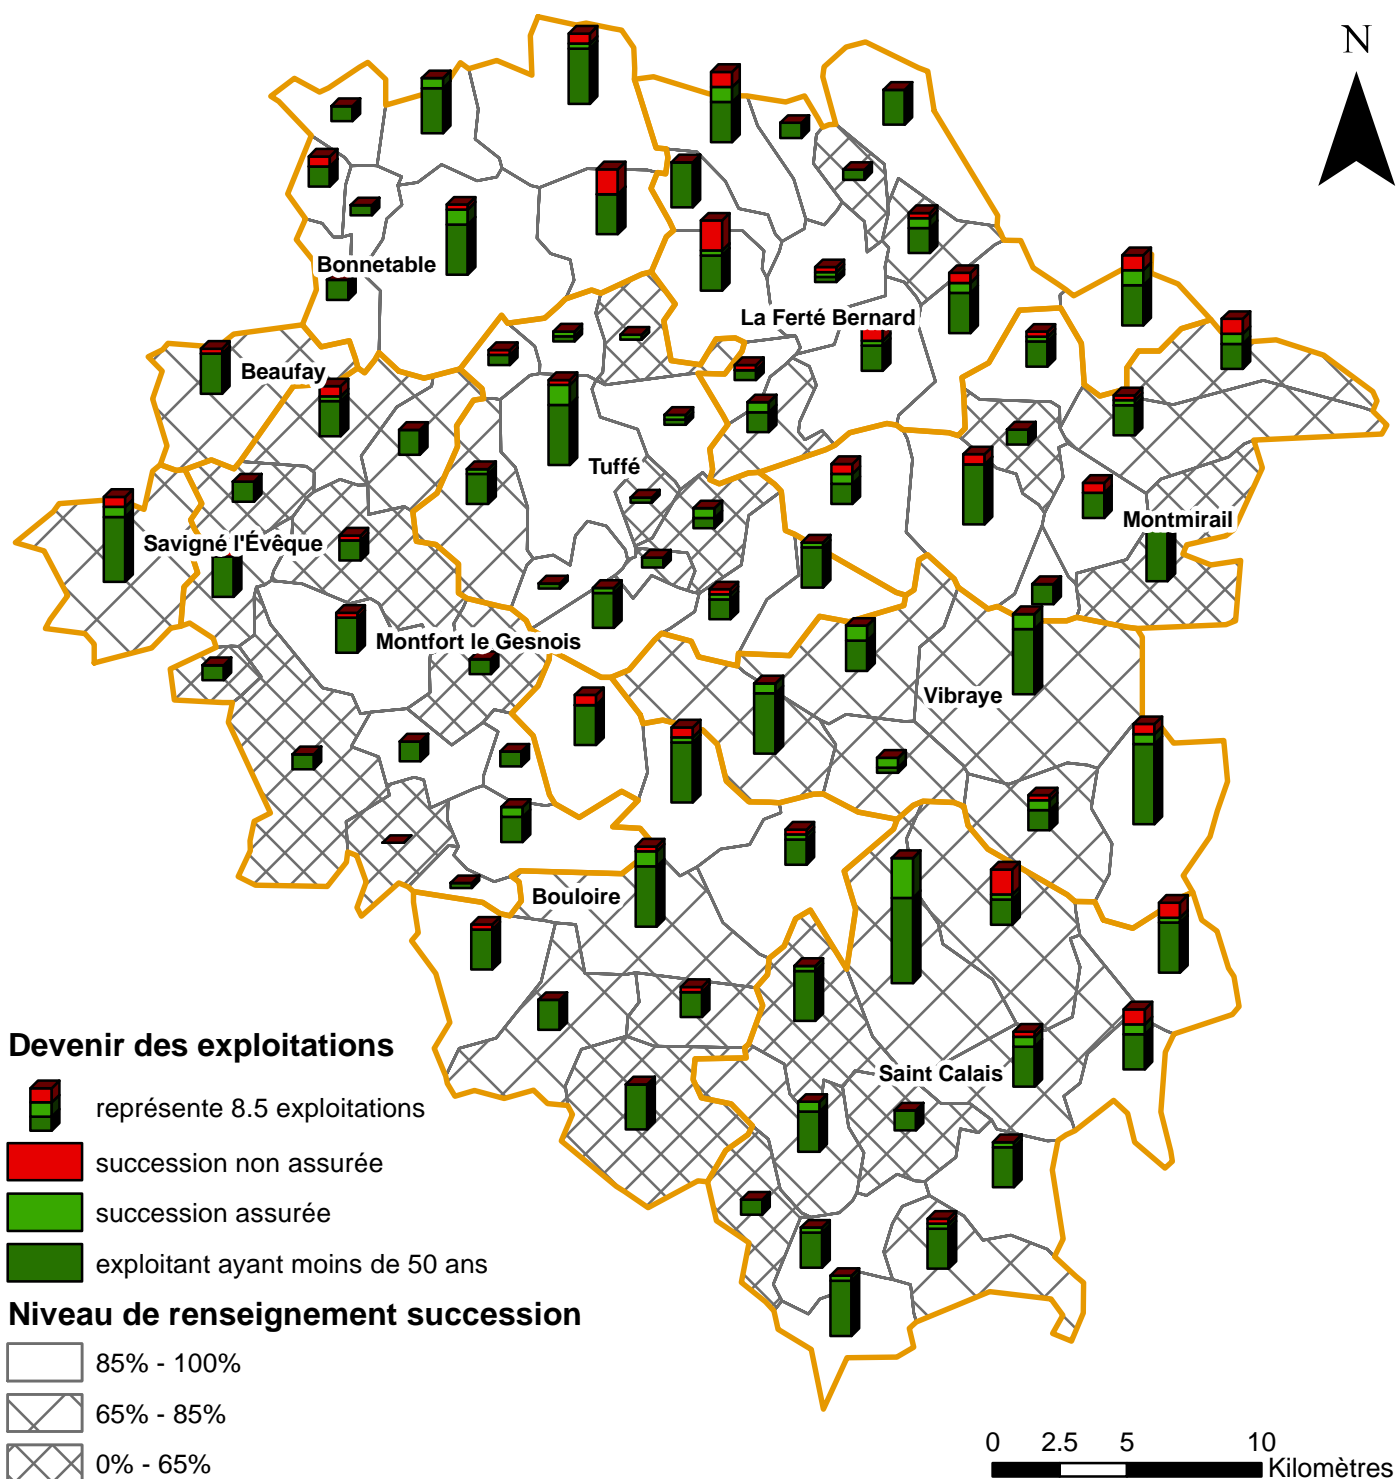 N
Bonnetable
La Ferté Bernard
Beaufay
Tuffé
Savigné l'Évêque
Montmirail
Montfort le Gesnois
Vibraye
Bouloire
Saint Calais
Devenir des exploitations
représente 8.5 exploitations
succession non assurée
succession assurée
exploitant ayant moins de 50 ans
Niveau de renseignement succession
85% - 100%
65% - 85%
0% - 65%
0 2.5 5 10
Kilomètres